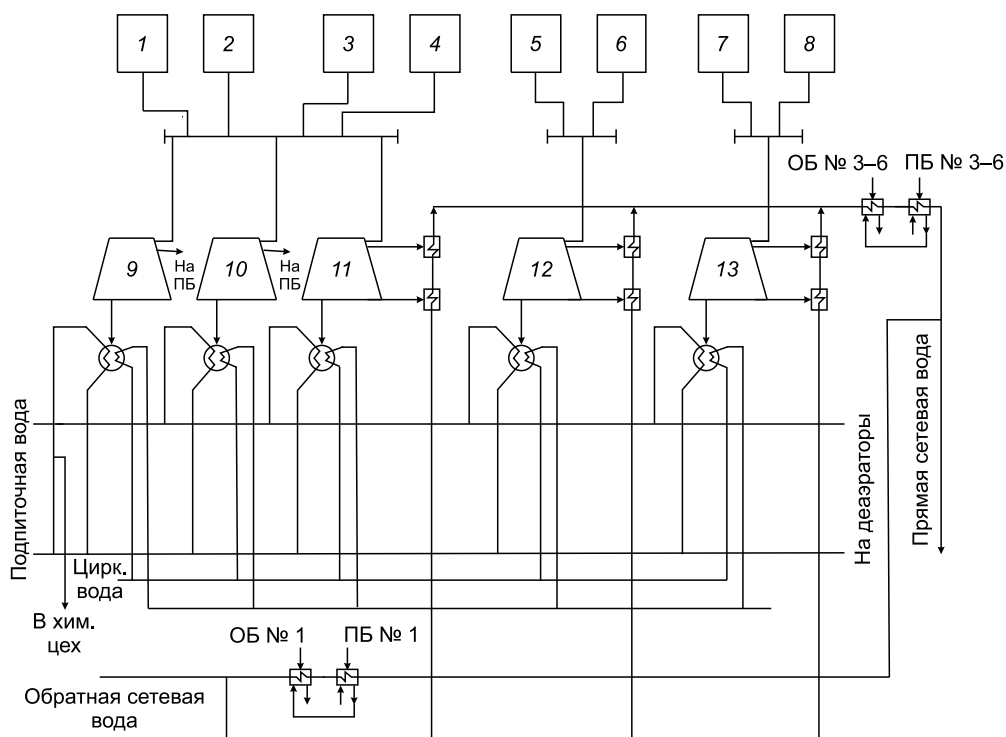 1
2
3
4
5
6
7
8
ОБ № 3–6
ПБ № 3–6
9
На
ПБ
10
На
ПБ
11
12
13
Подпиточная вода
На деаэраторы
Прямая сетевая вода
Цирк.
вода
В хим.
цех
ОБ № 1
ПБ № 1
Обратная сетевая
вода